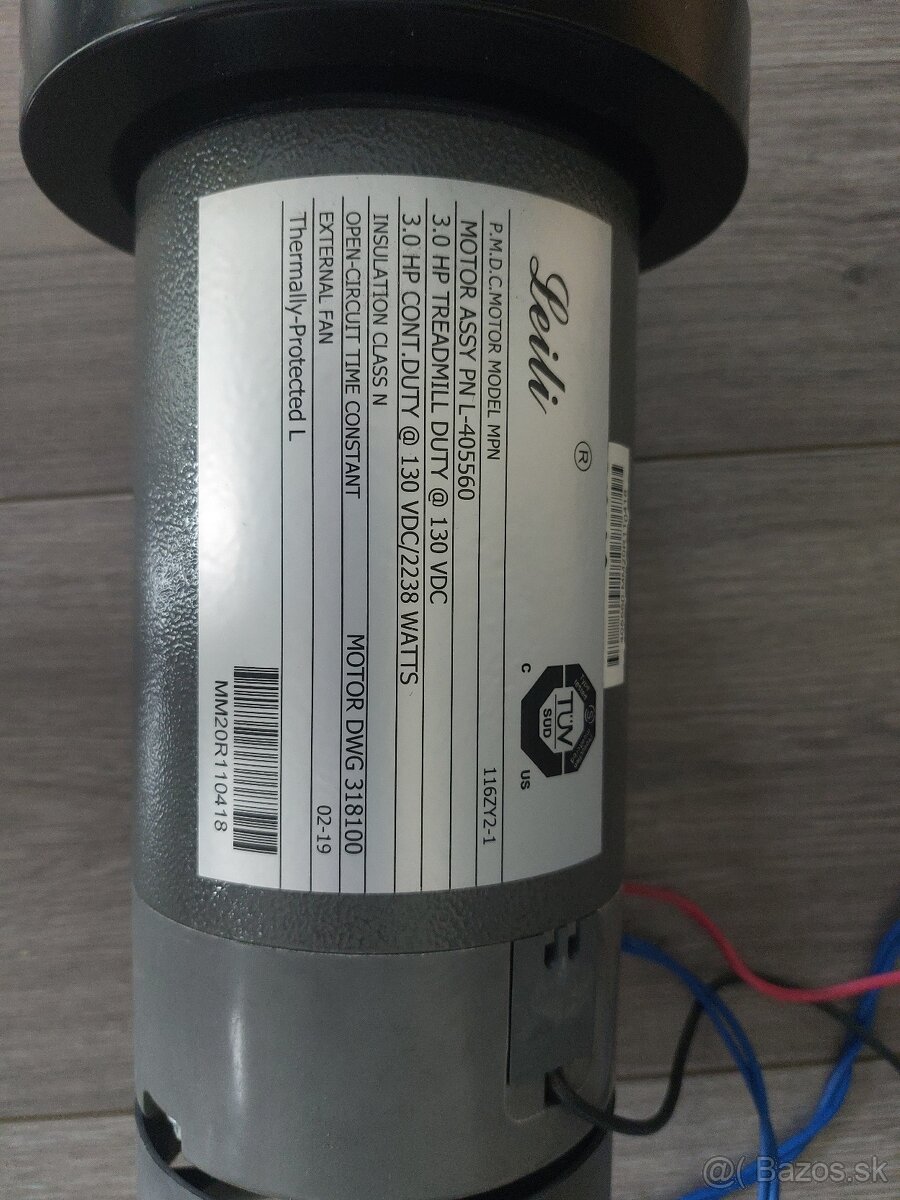 Leili ®
P.M.D.C.MOTOR MODEL MPN 116ZY2-1
MOTOR ASSY PN L-405560
3.0 HP TREADMILL DUTY @ 130 VDC
3.0 HP CONT.DUTY @ 130 VDC/2238 WATTS
INSULATION CLASS N
OPEN-CIRCUIT TIME CONSTANT MOTOR DWG 318100
EXTERNAL FAN 02-19
Thermally-Protected L
MM20R110418
C TÜV SUD US
@( Bazos.sk